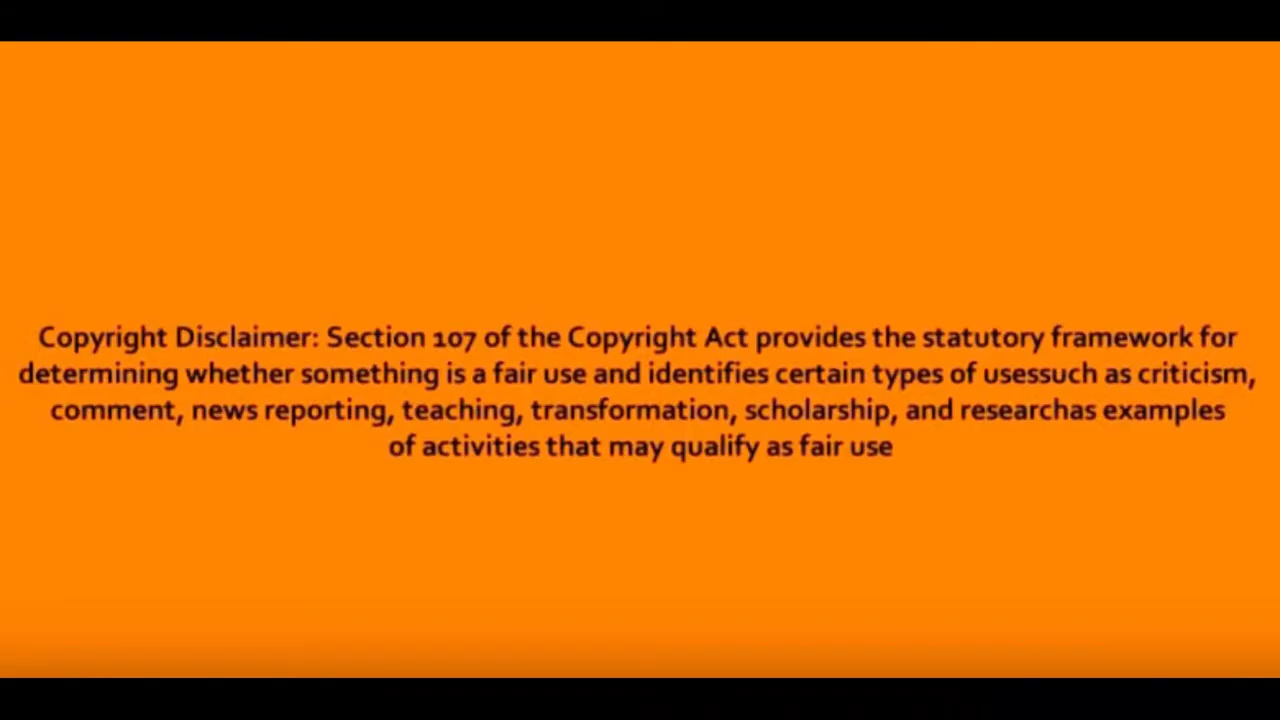 Copyright Disclaimer: Section 107 of the Copyright Act provides the statutory framework for
determining whether something is a fair use and identifies certain types of usessuch as criticism,
comment, news reporting, teaching, transformation, scholarship, and researchas examples
of activities that may qualify as fair use